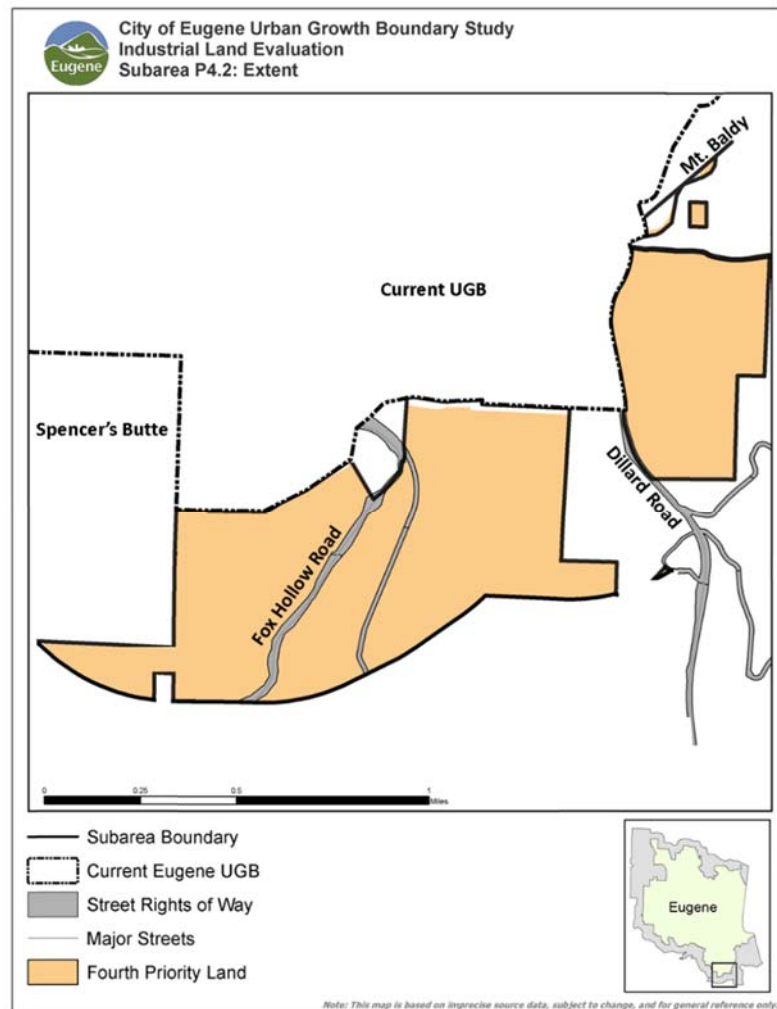 City of Eugene Urban Growth Boundary Study
Industrial Land Evaluation
Subarea P4.2: Extent
Eugene
Mt. Baldy
Current UGB
Spencer's Butte
Dillard Road
Fox Hollow Road
0 0.25 0.5 1
Miles
Subarea Boundary
Current Eugene UGB
Street Rights of Way
Major Streets
Fourth Priority Land
Eugene
Note: This map is based on imprecise source data, subject to change, and for general reference only.